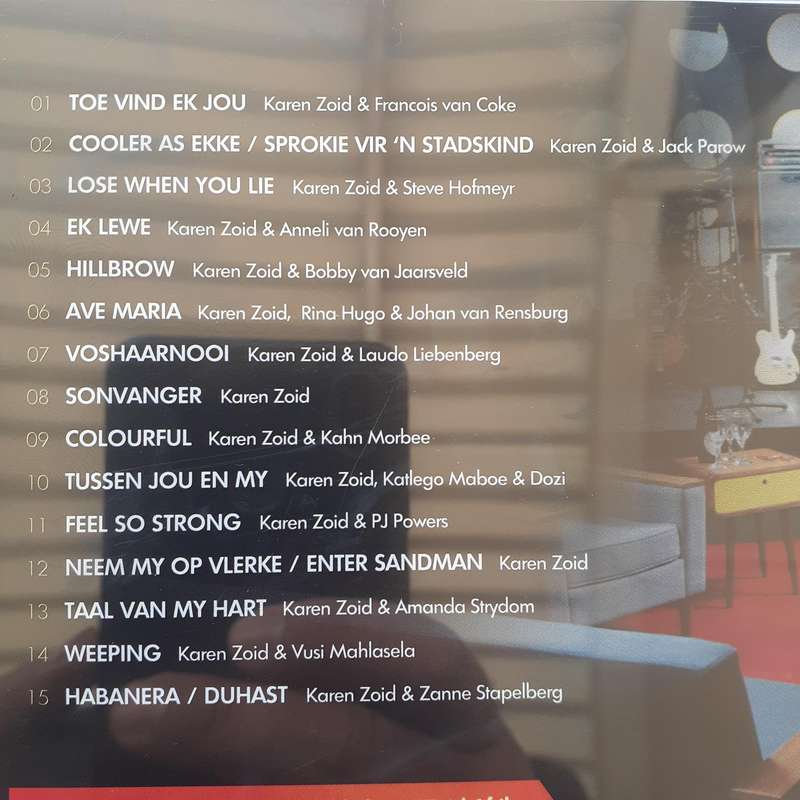 01 TOE VIND EK JOU Karen Zoid & Francois van Coke
02 COOLER AS EKKE / SPROKIE VIR 'N STADSKIND Karen Zoid & Jack Parow
03 LOSE WHEN YOU LIE Karen Zoid & Steve Hofmeyr
04 EK LEWE Karen Zoid & Anneli van Rooyen
05 HILLBROW Karen Zoid & Bobby van Jaarsveld
06 AVE MARIA Karen Zoid, Rina Hugo & Johan van Rensburg
07 VOSHAARNOOI Karen Zoid & Laudo Liebenberg
08 SONVANGER Karen Zoid
09 COLOURFUL Karen Zoid & Kahn Morbee
10 TUSSEN JOU EN MY Karen Zoid, Katlego Maboe & Dozi
11 FEEL SO STRONG Karen Zoid & PJ Powers
12 NEEM MY OP VLERKE / ENTER SANDMAN Karen Zoid
13 TAAL VAN MY HART Karen Zoid & Amanda Strydom
14 WEEPING Karen Zoid & Vusi Mahlasela
15 HABANERA / DUHAST Karen Zoid & Zanne Stapelberg